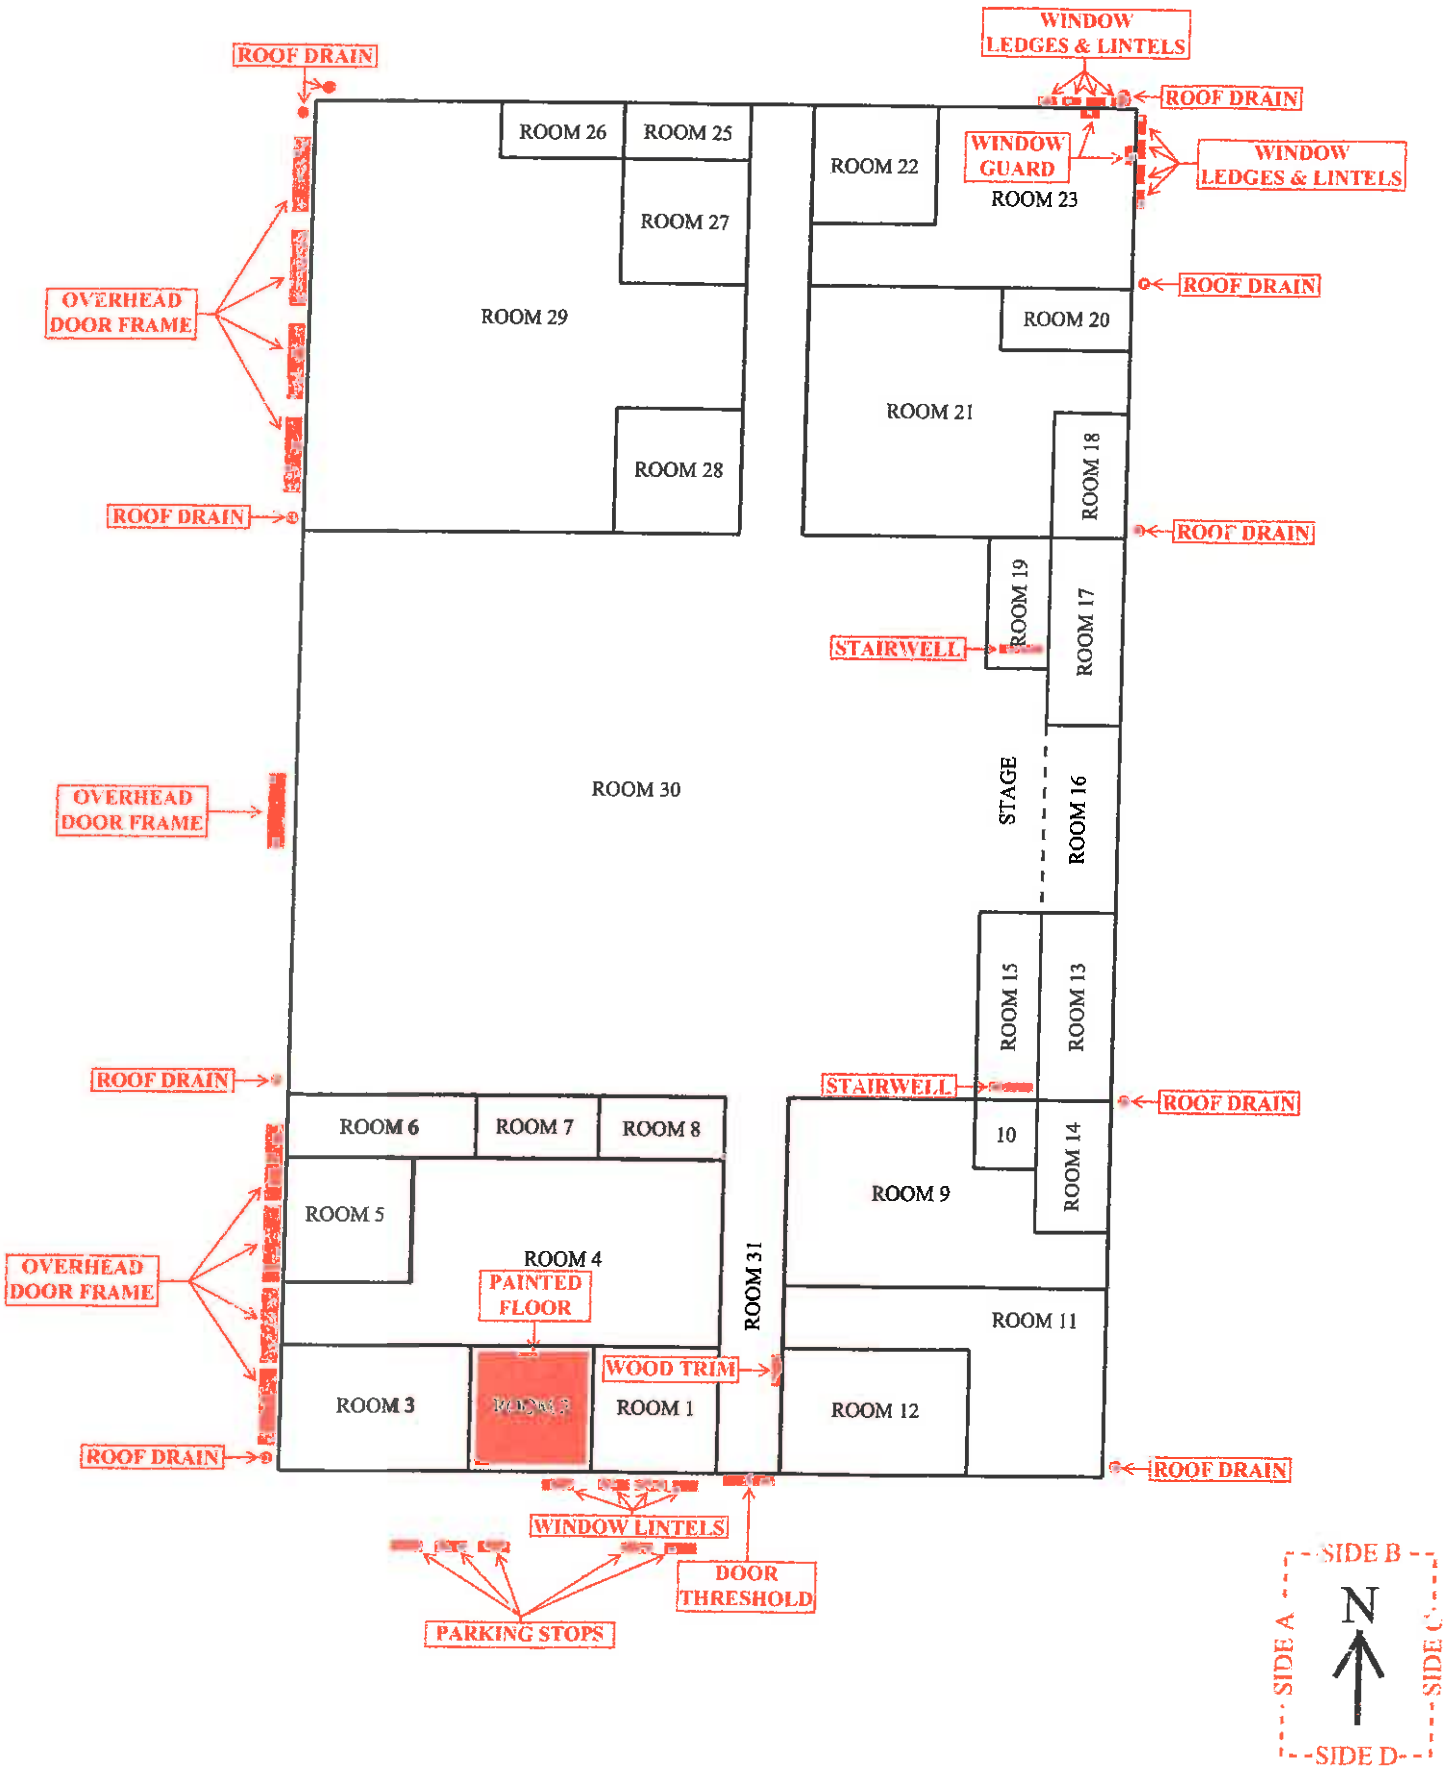 WINDOW
LEDGES & LINTELS
ROOF DRAIN
ROOF DRAIN
ROOM 26
ROOM 25
ROOM 22
WINDOW
GUARD
WINDOW
LEDGES & LINTELS
ROOM 23
ROOM 27
ROOF DRAIN
OVERHEAD
DOOR FRAME
ROOM 29
ROOM 20
ROOM 21
ROOM 18
ROOM 28
ROOF DRAIN
ROOF DRAIN
ROOM 19
ROOM 17
STAIRWELL
ROOM 30
STAGE
ROOM 16
OVERHEAD
DOOR FRAME
ROOM 15
ROOM 13
ROOF DRAIN
STAIRWELL
ROOF DRAIN
ROOM 6
ROOM 7
ROOM 8
10
ROOM 14
ROOM 9
ROOM 5
ROOM 4
ROOM 31
OVERHEAD
DOOR FRAME
PAINTED
FLOOR
ROOM 11
WOOD TRIM
ROOM 3
ROOM 2
ROOM 1
ROOM 12
ROOF DRAIN
ROOF DRAIN
WINDOW LINTELS
DOOR
THRESHOLD
PARKING STOPS
SIDE B
N
SIDE A
SIDE C
SIDE D